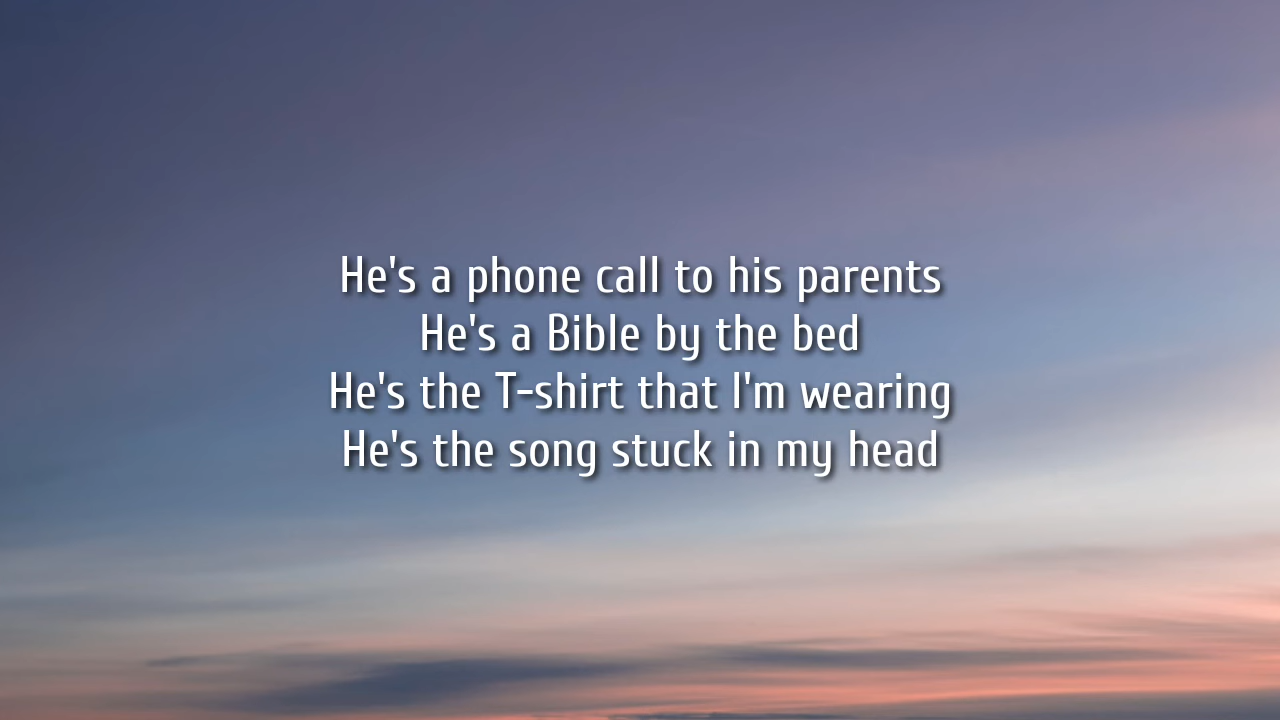 He's a phone call to his parents
He's a Bible by the bed
He's the T-shirt that I'm wearing
He's the song stuck in my head